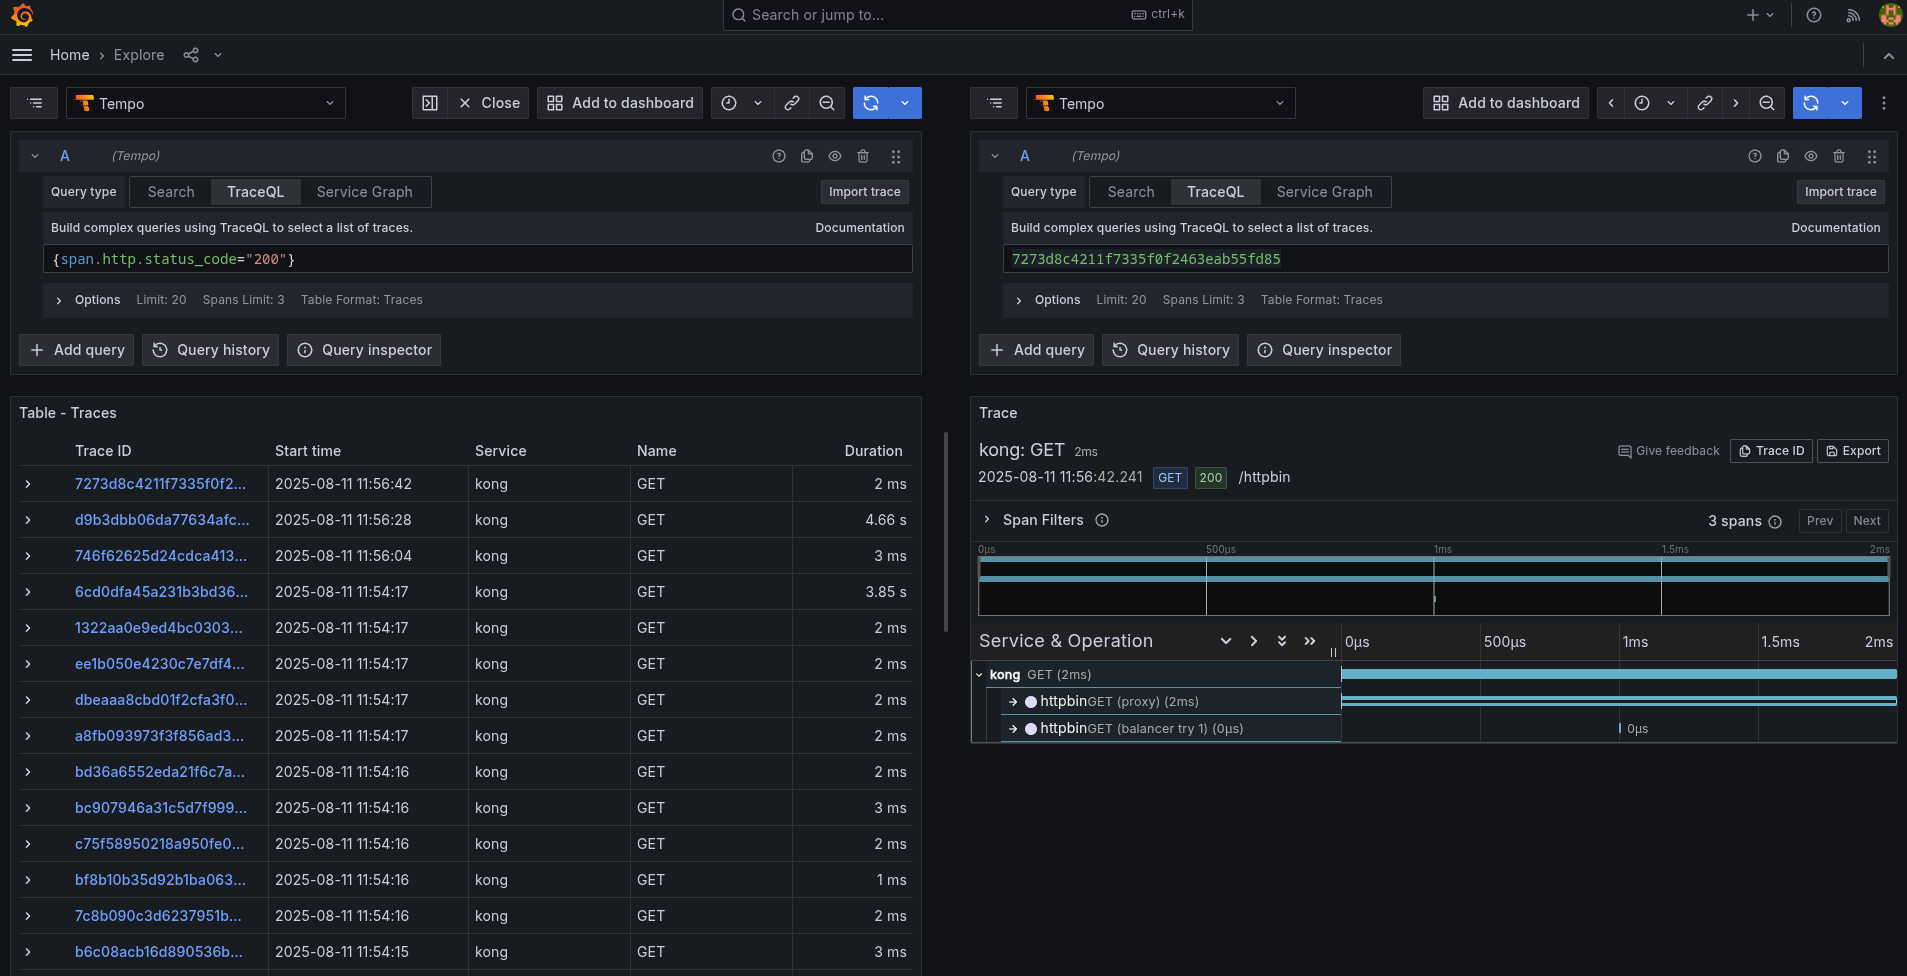 Search or jump to...
ctrl+k
Home › Explore
Tempo
Close
Add to dashboard
A
(Tempo)
Query type
Search
TraceQL
Service Graph
Import trace
Build complex queries using TraceQL to select a list of traces.
Documentation
{span.http.status_code="200"}
Options
Limit: 20
Spans Limit: 3
Table Format: Traces
Add query
Query history
Query inspector
Table - Traces
Trace ID Start time Service Name Duration
7273d8c4211f7335f0f2... 2025-08-11 11:56:42 kong GET 2 ms
d9b3dbb06da77634afc... 2025-08-11 11:56:28 kong GET 4.66 s
746f62625d24cdca413... 2025-08-11 11:56:04 kong GET 3 ms
6cd0dfa45a231b3bd36... 2025-08-11 11:54:17 kong GET 3.85 s
1322aa0e9ed4bc0303... 2025-08-11 11:54:17 kong GET 2 ms
ee1b050e4230c7e7df4... 2025-08-11 11:54:17 kong GET 2 ms
dbeaaa8cbd01f2cfa3f0... 2025-08-11 11:54:17 kong GET 2 ms
a8fb093973f3f856ad3... 2025-08-11 11:54:17 kong GET 2 ms
bd36a6552eda21f6c7a... 2025-08-11 11:54:16 kong GET 2 ms
bc907946a31c5d7f999... 2025-08-11 11:54:16 kong GET 3 ms
c75f58950218a950fe0... 2025-08-11 11:54:16 kong GET 2 ms
bf8b10b35d92b1ba063... 2025-08-11 11:54:16 kong GET 1 ms
7c8b090c3d6237951b... 2025-08-11 11:54:16 kong GET 2 ms
b6c08acb16d890536b... 2025-08-11 11:54:15 kong GET 3 ms
Tempo
Add to dashboard
A
(Tempo)
Query type
Search
TraceQL
Service Graph
Import trace
Build complex queries using TraceQL to select a list of traces.
Documentation
7273d8c4211f7335f0f2463eab55fd85
Options
Limit: 20
Spans Limit: 3
Table Format: Traces
Add query
Query history
Query inspector
Trace
kong: GET 2ms
Give feedback
Trace ID
Export
2025-08-11 11:56:42.241 GET 200 /httpbin
Span Filters
3 spans
Prev
Next
0μs 500μs 1ms 1.5ms 2ms
Service & Operation
0μs 500μs 1ms 1.5ms 2ms
kong GET (2ms)
httpbin GET (proxy) (2ms)
httpbin GET (balancer try 1) (0μs)
0μs